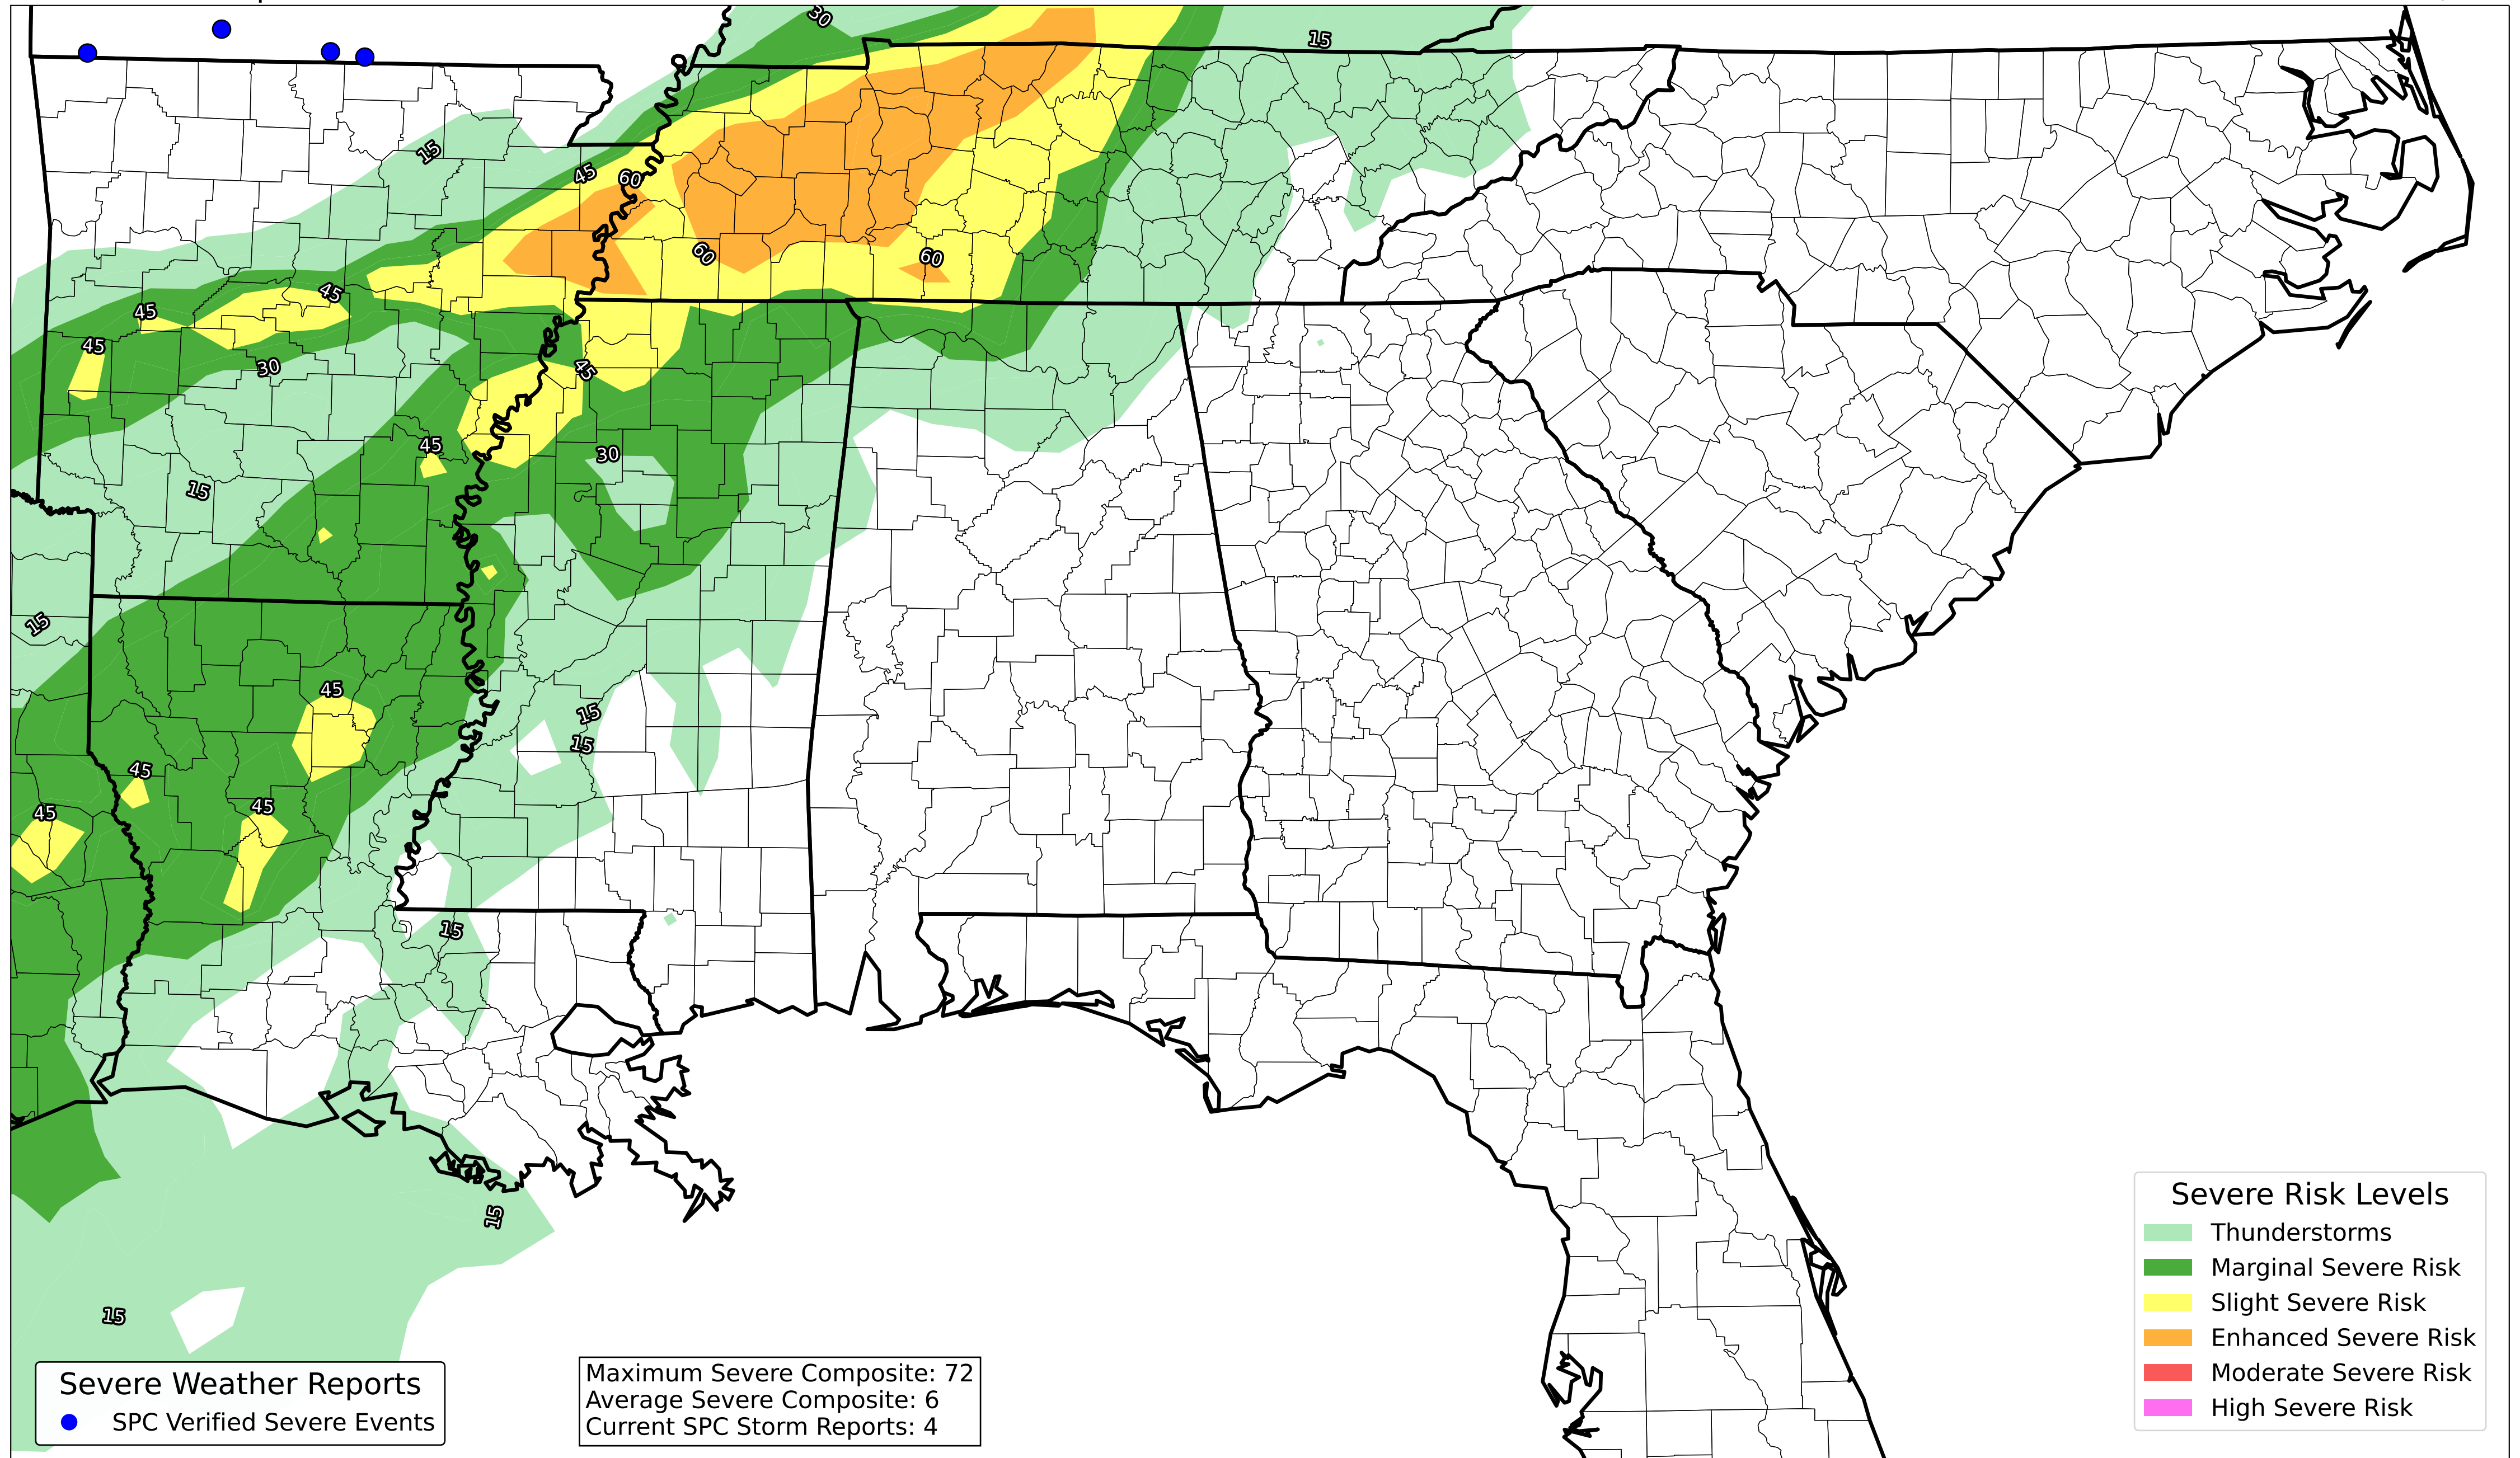 30
15
15
45
60
60
60
45
45
45
30
45
45
30
15
15
45
15
15
45
45
45
15
15
15
Severe Risk Levels
Thunderstorms
Marginal Severe Risk
Slight Severe Risk
Enhanced Severe Risk
Moderate Severe Risk
High Severe Risk
Severe Weather Reports
SPC Verified Severe Events
Maximum Severe Composite: 72
Average Severe Composite: 6
Current SPC Storm Reports: 4